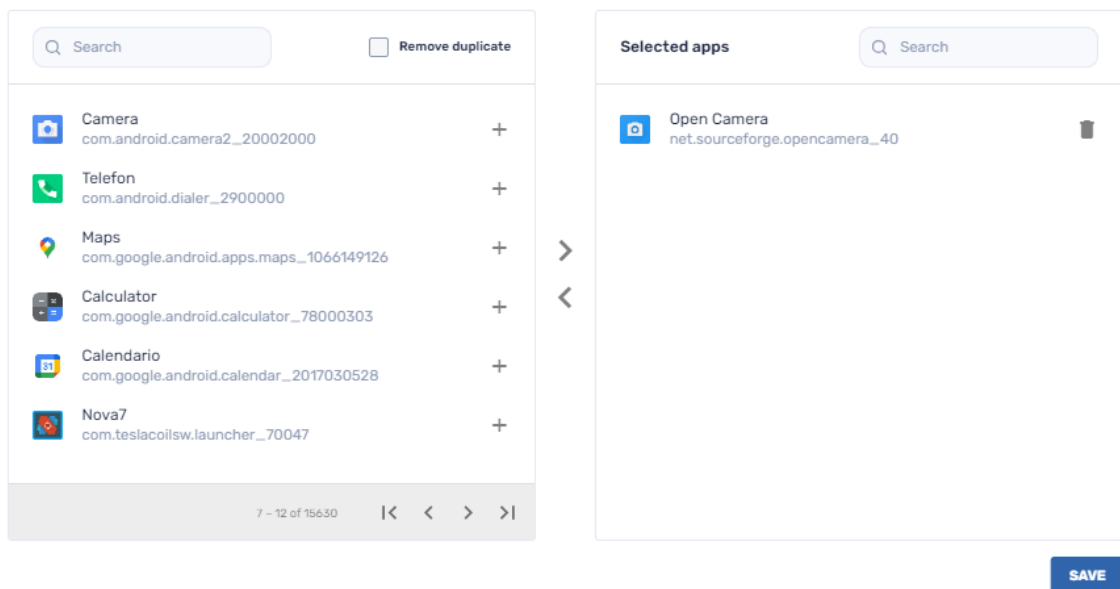 Search
Remove duplicate
Camera
com.android.camera2_20002000
Telefon
com.android.dialer_2900000
Maps
com.google.android.apps.maps_1066149126
Calculator
com.google.android.calculator_78000303
Calendario
31
com.google.android.calendar_2017030528
Nova7
com.teslacoilsw.launcher_70047
7 – 12 of 15630
Selected apps
Search
Open Camera
net.sourceforge.opencamera_40
SAVE